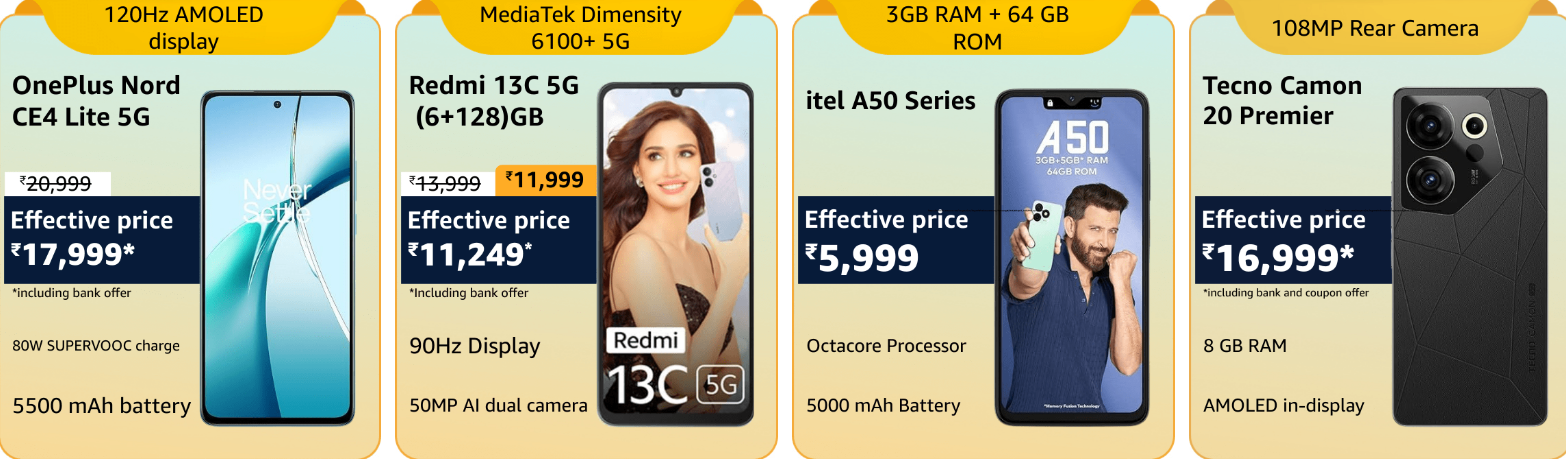 120Hz AMOLED
display
OnePlus Nord
CE4 Lite 5G
₹20,999
Effective price
₹17,999*
*including bank offer
80W SUPERVOOC charge
5500 mAh battery
Never
Settle
MediaTek Dimensity
6100+ 5G
Redmi 13C 5G
(6+128)GB
₹13,999
₹11,999
Effective price
₹11,249*
*Including bank offer
90Hz Display
50MP AI dual camera
Redmi
13C 5G
3GB RAM + 64 GB
ROM
itel A50 Series
Effective price
₹5,999
Octacore Processor
5000 mAh Battery
A50
3GB+5GB* RAM
64GB ROM
*Memory Fusion Technology
108MP Rear Camera
Tecno Camon
20 Premier
Effective price
₹16,999*
*including bank and coupon offer
8 GB RAM
AMOLED in-display
TECNO CAMON